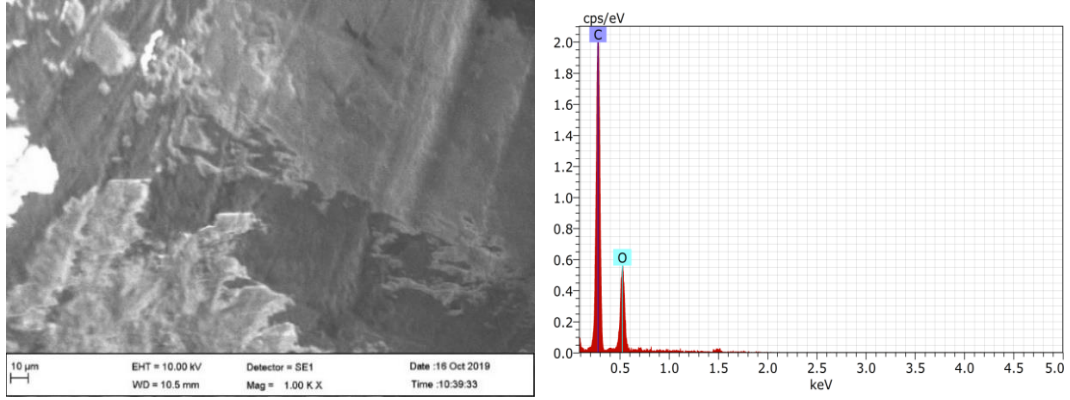 10 µm
EHT = 10.00 kV
Detector = SE1
Date :16 Oct 2019
WD = 10.5 mm
Mag = 1.00 K X
Time :10:39:33
cps/eV
C
O
2.0
1.8
1.6
1.4
1.2
1.0
0.8
0.6
0.4
0.2
0.0
0.5 1.0 1.5 2.0 2.5 3.0 3.5 4.0 4.5 5.0
keV